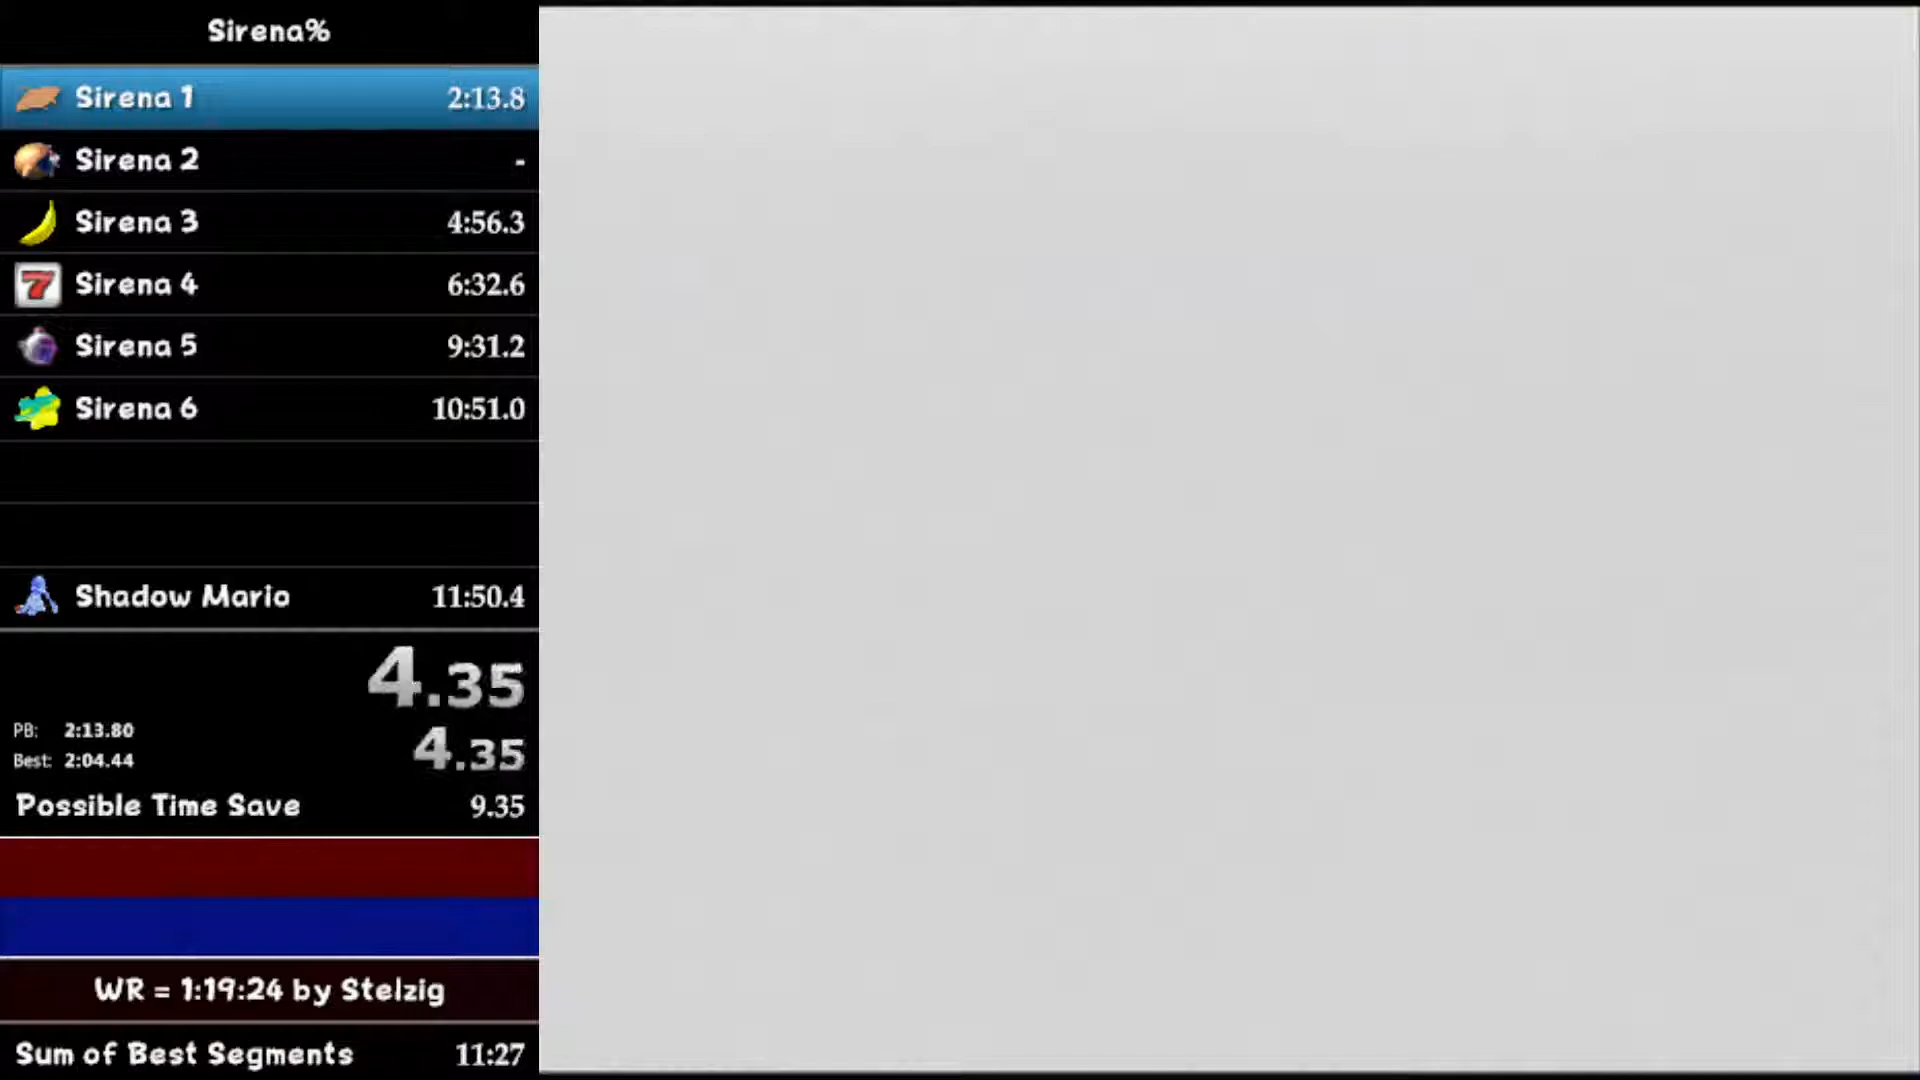 Sirena%
Sirena 1 2:13.8
Sirena 2 -
Sirena 3 4:56.3
7 Sirena 4 6:32.6
Sirena 5 9:31.2
Sirena 6 10:51.0
Shadow Mario 11:50.4
4.35
PB: 2:13.80
Best: 2:04.44
4.35
Possible Time Save 9.35
WR = 1:19:24 by Stelzig
Sum of Best Segments 11:27